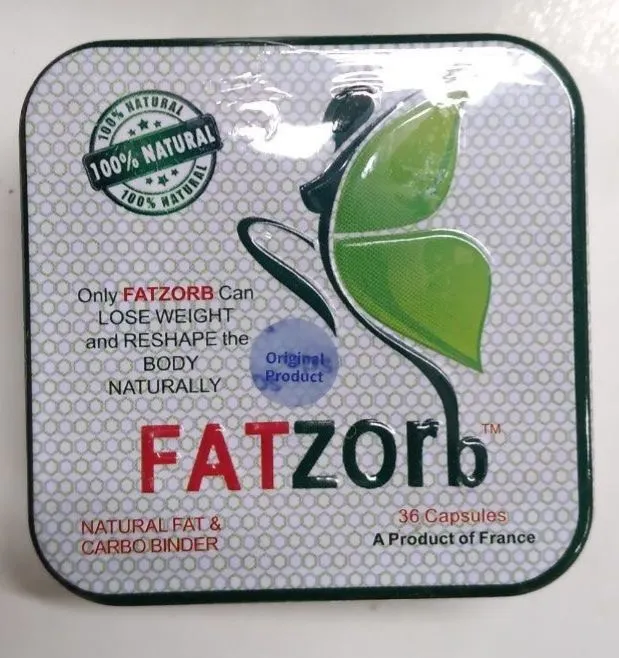 100% NATURAL
100% NATURAL
100% NATURAL
Only FATZORB Can
LOSE WEIGHT
and RESHAPE the
BODY
NATURALLY
Original
Product
FATzorb™
NATURAL FAT &
CARBO BINDER
36 Capsules
A Product of France